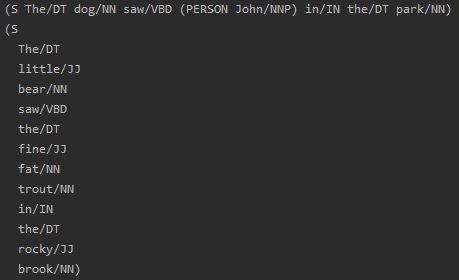 (S The/DT dog/NN saw/VBD (PERSON John/NNP) in/IN the/DT park/NN)
(S
  The/DT
  little/JJ
  bear/NN
  saw/VBD
  the/DT
  fine/JJ
  fat/NN
  trout/NN
  in/IN
  the/DT
  rocky/JJ
  brook/NN)